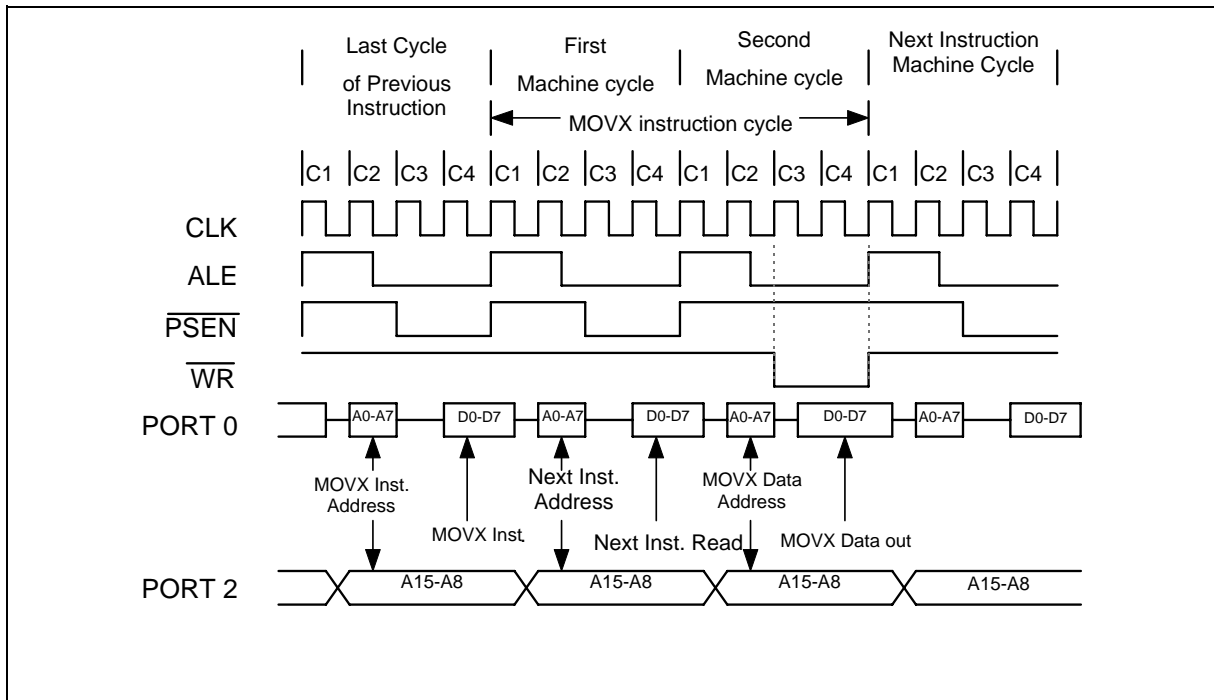 Last Cycle
of Previous
Instruction
First
Machine cycle
Second
Machine cycle
Next Instruction
Machine Cycle
MOVX instruction cycle
C1 C2 C3 C4 C1 C2 C3 C4 C1 C2 C3 C4 C1 C2 C3 C4
CLK
ALE
PSEN
WR
PORT 0
A0-A7 D0-D7 A0-A7 D0-D7 A0-A7 D0-D7 A0-A7 D0-D7
MOVX Inst.
Address
MOVX Inst.
Next Inst.
Address
Next Inst. Read
MOVX Data
Address
MOVX Data out
PORT 2
A15-A8 A15-A8 A15-A8 A15-A8